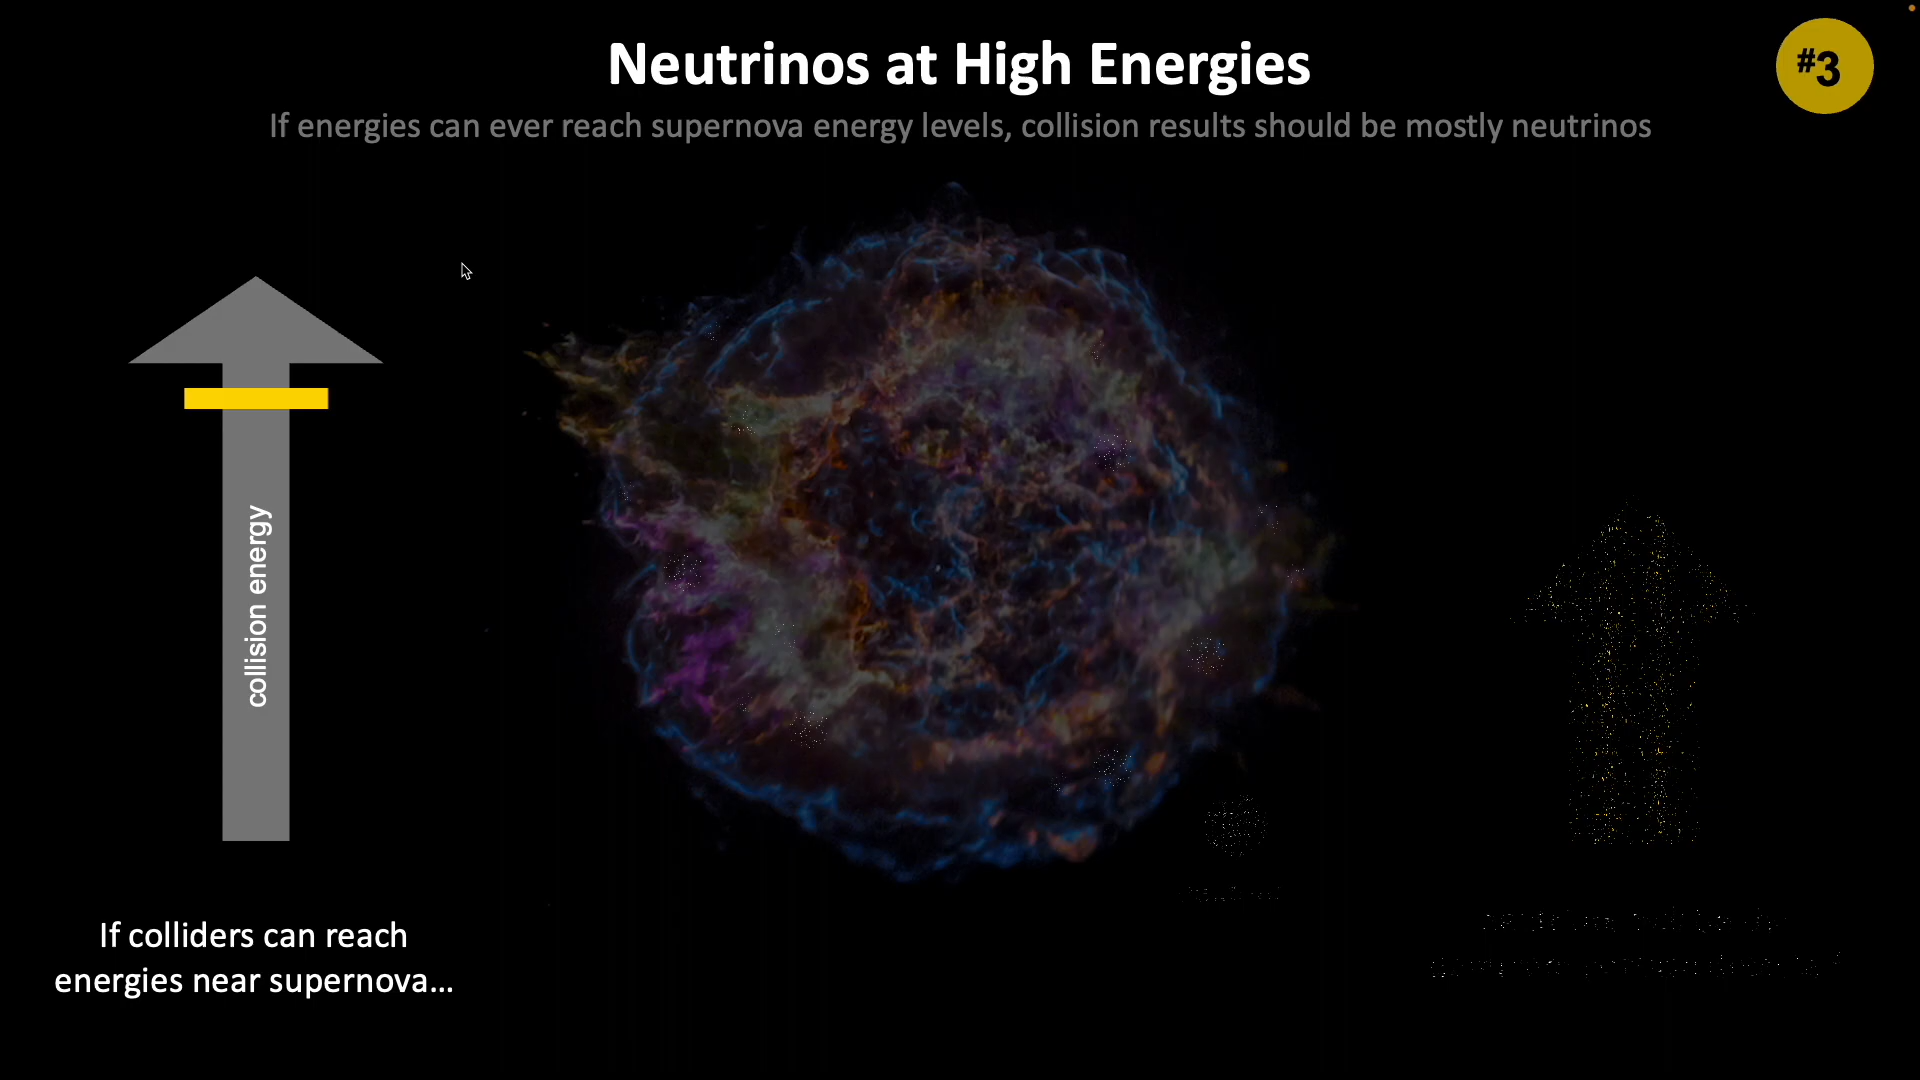 Neutrinos at High Energies
#3
If energies can ever reach supernova energy levels, collision results should be mostly neutrinos
collision energy
If colliders can reach
energies near supernova...